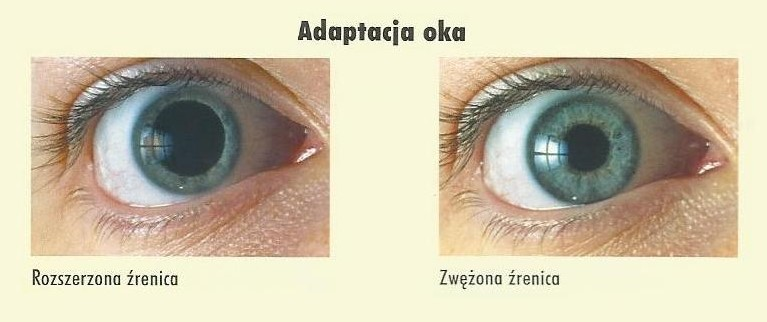 Adaptacja oka
Rozszerzona źrenica
Zwężona źrenica